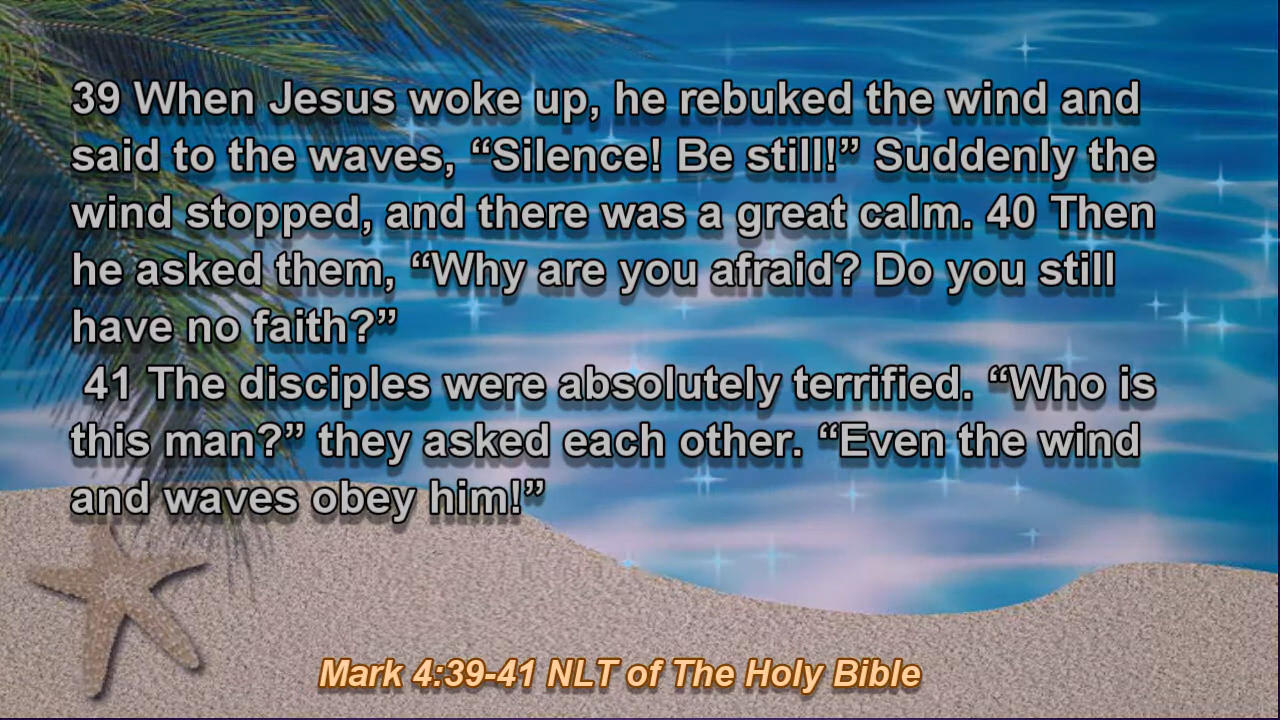 39 When Jesus woke up, he rebuked the wind and
said to the waves, “Silence! Be still!” Suddenly the
wind stopped, and there was a great calm. 40 Then
he asked them, “Why are you afraid? Do you still
have no faith?”
41 The disciples were absolutely terrified. “Who is
this man?” they asked each other. “Even the wind
and waves obey him!”
Mark 4:39-41 NLT of The Holy Bible